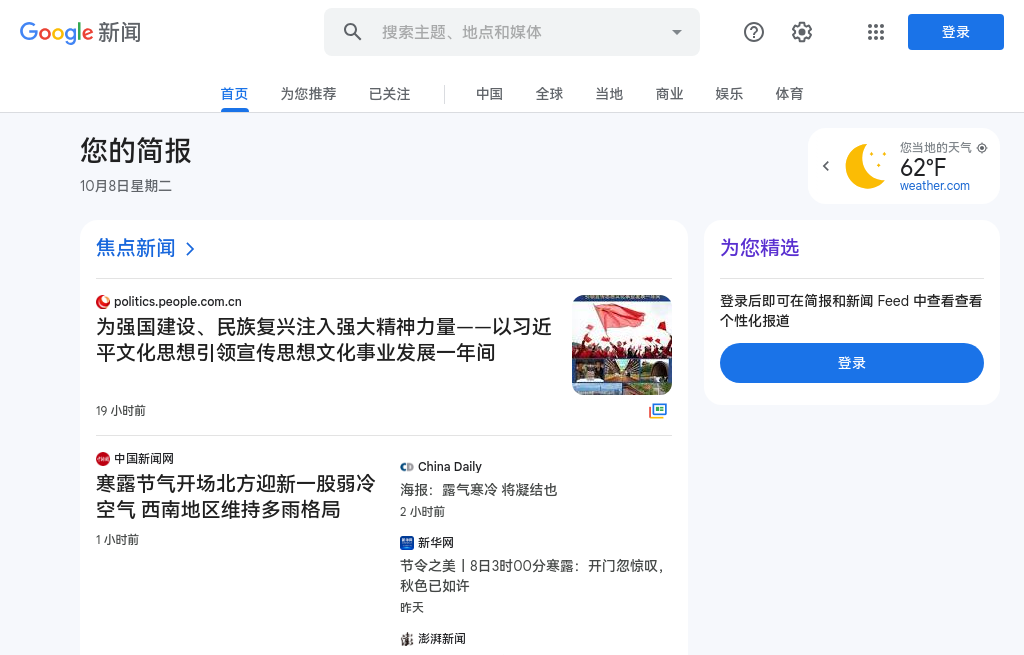 Google 新闻
搜索主题、地点和媒体
登录
首页
为您推荐
已关注
中国
全球
当地
商业
娱乐
体育
您的简报
10月8日星期二
您当地的天气
62°F
weather.com
焦点新闻
politics.people.com.cn
为强国建设、民族复兴注入强大精神力量——以习近
平文化思想引领宣传思想文化事业发展一年间
19 小时前
中国新闻网
寒露节气开场北方迎新一股弱冷
空气 西南地区维持多雨格局
1 小时前
China Daily
海报：露气寒冷 将凝结也
2 小时前
新华网
节令之美丨8日3时00分寒露：开门忽惊叹，
秋色已如许
昨天
澎湃新闻
为您精选
登录后即可在简报和新闻 Feed 中查看查看
个性化报道
登录